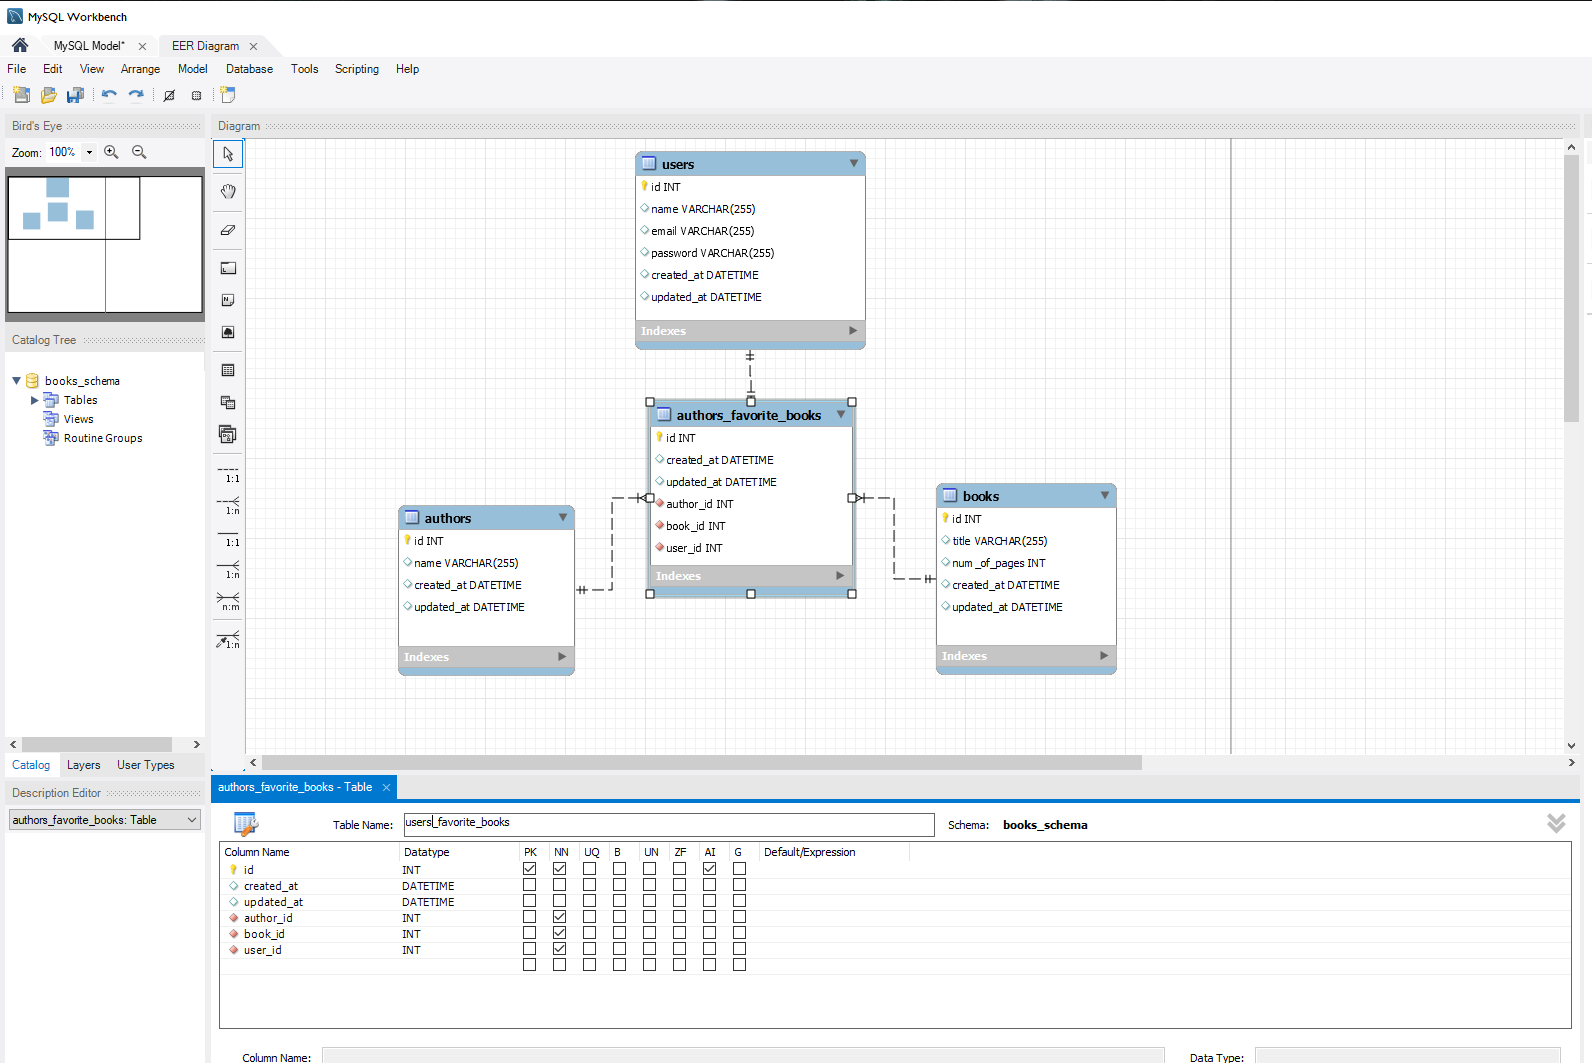 MySQL Workbench
MySQL Model* ×
EER Diagram ×
File Edit View Arrange Model Database Tools Scripting Help
Bird's Eye
Zoom: 100%
Diagram
users
id INT
name VARCHAR(255)
email VARCHAR(255)
password VARCHAR(255)
created_at DATETIME
updated_at DATETIME
Indexes
Catalog Tree
books_schema
Tables
Views
Routine Groups
1:1
1:n
1:1
1:n
n:m
1:n
authors_favorite_books
id INT
created_at DATETIME
updated_at DATETIME
author_id INT
book_id INT
user_id INT
Indexes
authors
id INT
name VARCHAR(255)
created_at DATETIME
updated_at DATETIME
Indexes
books
id INT
title VARCHAR(255)
num_of_pages INT
created_at DATETIME
updated_at DATETIME
Indexes
Catalog Layers User Types
Description Editor
authors_favorite_books: Table
authors_favorite_books - Table ×
Table Name: users_favorite_books Schema: books_schema
Column Name Datatype PK NN UQ B UN ZF AI G Default/Expression
id INT
created_at DATETIME
updated_at DATETIME
author_id INT
book_id INT
user_id INT
Column Name: Data Type: